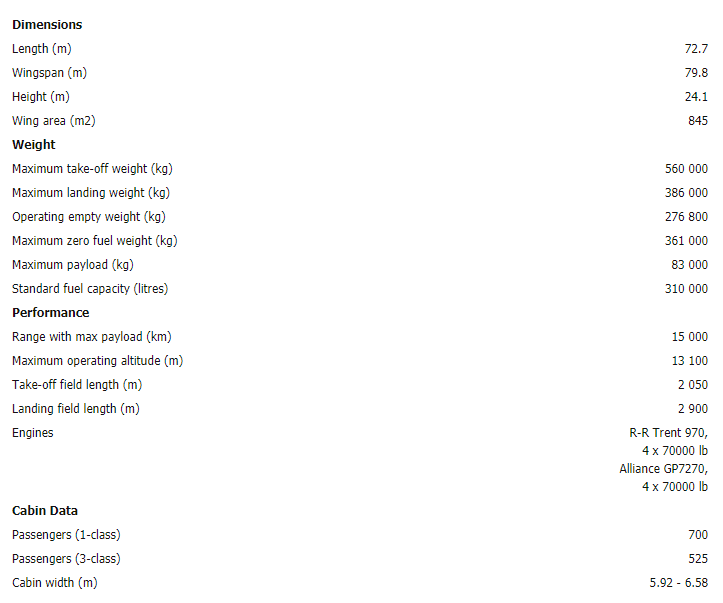 Dimensions
Length (m) 72.7
Wingspan (m) 79.8
Height (m) 24.1
Wing area (m2) 845
Weight
Maximum take-off weight (kg) 560 000
Maximum landing weight (kg) 386 000
Operating empty weight (kg) 276 800
Maximum zero fuel weight (kg) 361 000
Maximum payload (kg) 83 000
Standard fuel capacity (litres) 310 000
Performance
Range with max payload (km) 15 000
Maximum operating altitude (m) 13 100
Take-off field length (m) 2 050
Landing field length (m) 2 900
Engines R-R Trent 970,
4 x 70000 lb
Alliance GP7270,
4 x 70000 lb
Cabin Data
Passengers (1-class) 700
Passengers (3-class) 525
Cabin width (m) 5.92 - 6.58